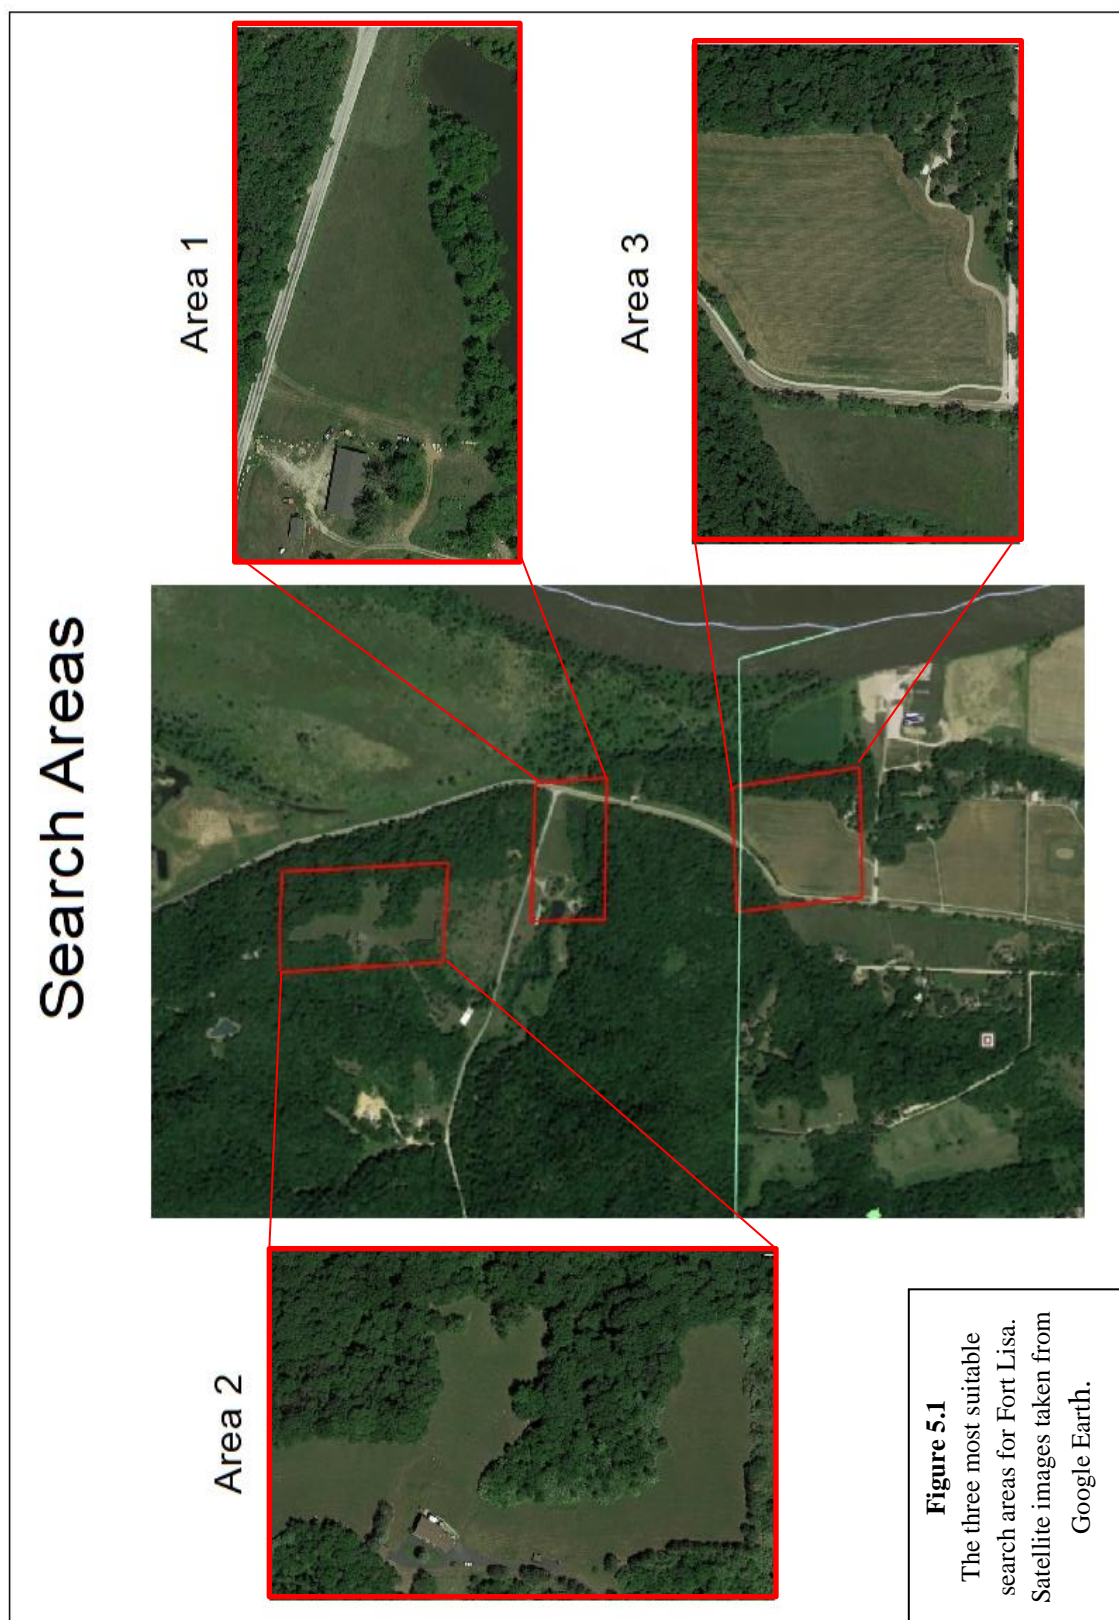 Search Areas
Area 1
Area 2
Area 3
Figure 5.1
The three most suitable
search areas for Fort Lisa.
Satellite images taken from
Google Earth.